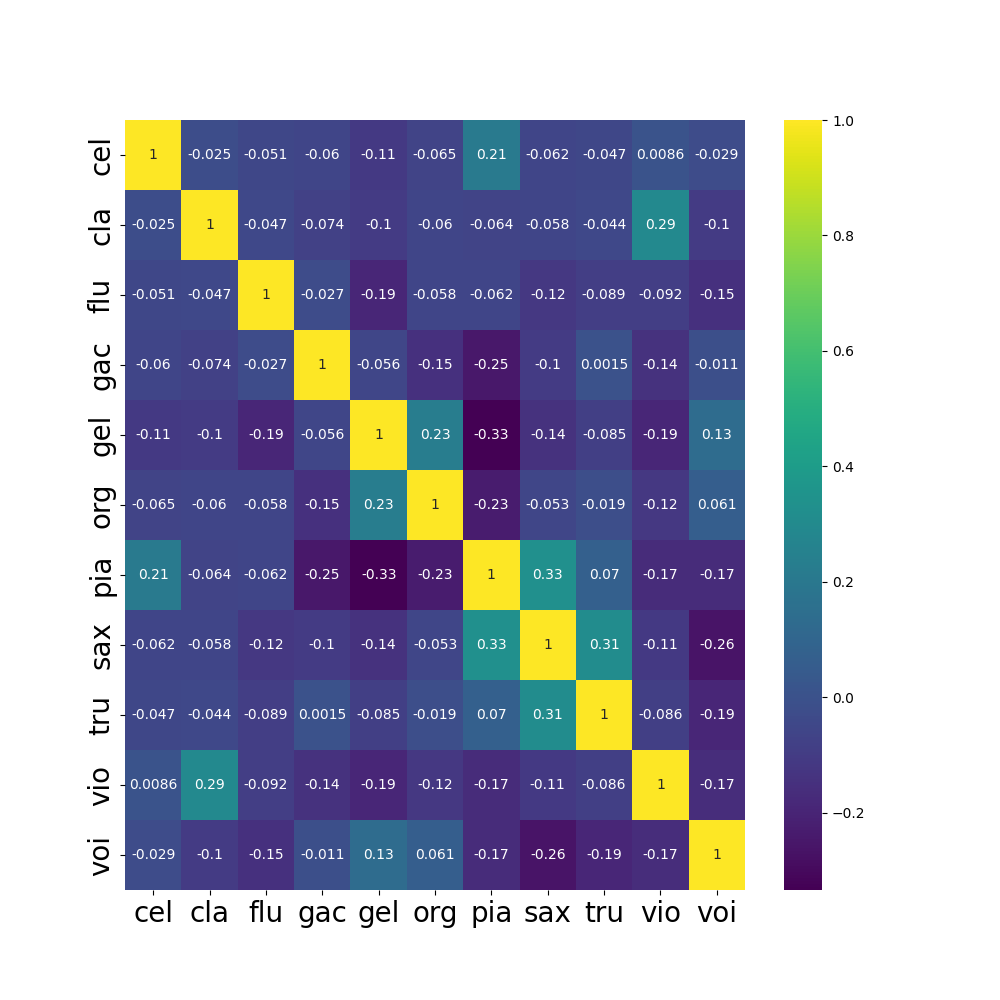 cel 1 -0.025 -0.051 -0.06 -0.11 -0.065 0.21 -0.062 -0.047 0.0086 -0.029
cla -0.025 1 -0.047 -0.074 -0.1 -0.06 -0.064 -0.058 -0.044 0.29 -0.1
flu -0.051 -0.047 1 -0.027 -0.19 -0.058 -0.062 -0.12 -0.089 -0.092 -0.15
gac -0.06 -0.074 -0.027 1 -0.056 -0.15 -0.25 -0.1 0.0015 -0.14 -0.011
gel -0.11 -0.1 -0.19 -0.056 1 0.23 -0.33 -0.14 -0.085 -0.19 0.13
org -0.065 -0.06 -0.058 -0.15 0.23 1 -0.23 -0.053 -0.019 -0.12 0.061
pia 0.21 -0.064 -0.062 -0.25 -0.33 -0.23 1 0.33 0.07 -0.17 -0.17
sax -0.062 -0.058 -0.12 -0.1 -0.14 -0.053 0.33 1 0.31 -0.11 -0.26
tru -0.047 -0.044 -0.089 0.0015 -0.085 -0.019 0.07 0.31 1 -0.086 -0.19
vio 0.0086 0.29 -0.092 -0.14 -0.19 -0.12 -0.17 -0.11 -0.086 1 -0.17
voi -0.029 -0.1 -0.15 -0.011 0.13 0.061 -0.17 -0.26 -0.19 -0.17 1
cel cla flu gac gel org pia sax tru vio voi
1.0
0.8
0.6
0.4
0.2
0.0
−0.2